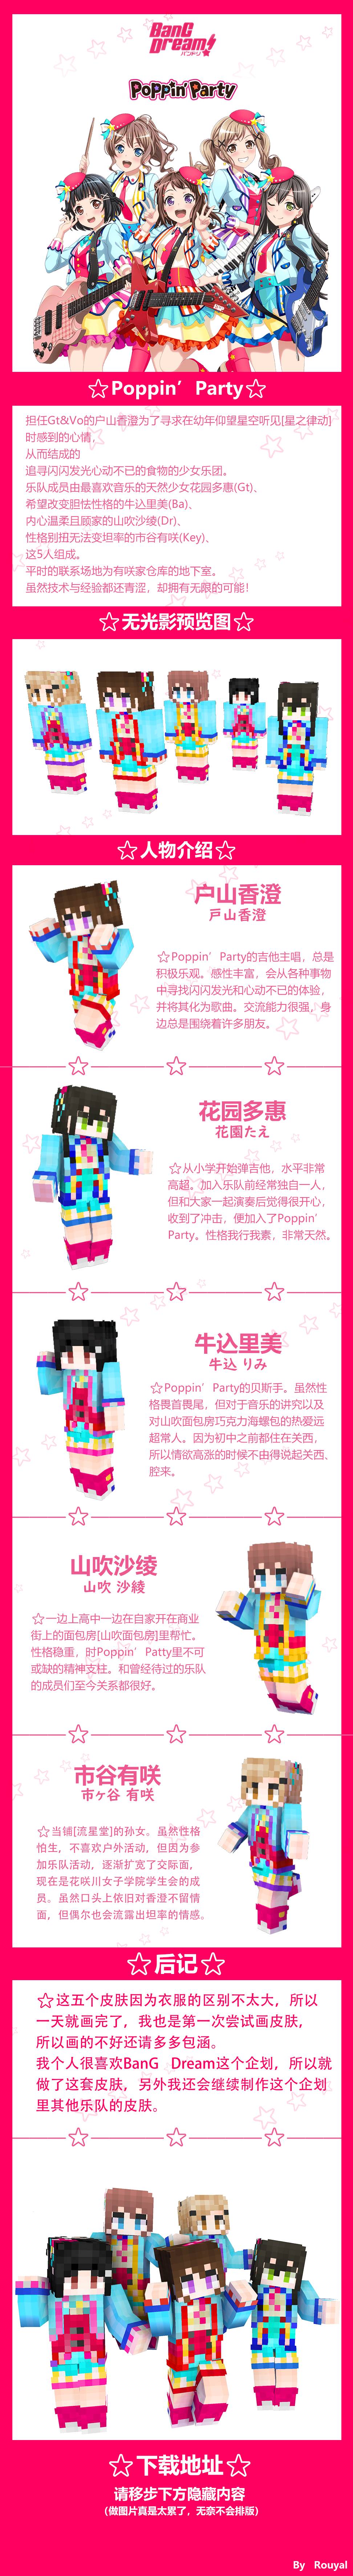 BanG
Dream!
バンドリ
Poppin'Party
☆Poppin' Party☆
担任Gt&Vo的户山香澄为了寻求在幼年仰望星空听见[星之律动]
时感到的心情，
从而结成的
追寻闪闪发光心动不已的食物的少女乐团。
乐队成员由最喜欢音乐的天然少女花园多惠(Gt)、
希望改变胆怯性格的牛込里美(Ba)、
内心温柔且顾家的山吹沙绫(Dr)、
性格别扭无法变坦率的市谷有咲(Key)、
这5人组成。
平时的联系场地为有咲家仓库的地下室。
虽然技术与经验都还青涩，却拥有无限的可能！
☆无光影预览图☆
☆人物介绍☆
户山香澄
戸山香澄
☆Poppin' Party的吉他主唱，总是
积极乐观。感性丰富，会从各种事物
中寻找闪闪发光和心动不已的体验，
并将其化为歌曲。交流能力很强，身
边总是围绕着许多朋友。
花园多惠
花園たえ
☆从小学开始弹吉他，水平非常
高超。加入乐队前经常独自一人，
但和大家一起演奏后觉得很开心，
收到了冲击，便加入了Poppin'
Party。性格我行我素，非常天然。
牛込里美
牛込 りみ
☆Poppin' Party的贝斯手。虽然性
格畏首畏尾，但对于音乐的讲究以及
对山吹面包房巧克力海螺包的热爱远
超常人。因为初中之前都住在关西，
所以情欲高涨的时候不由得说起关西、
腔来。
山吹沙绫
山吹 沙綾
☆一边上高中一边在自家开在商业
街上的面包房[山吹面包房]里帮忙。
性格稳重，时Poppin' Patty里不可
或缺的精神支柱。和曾经待过的乐队
的成员们至今关系都很好。
市谷有咲
市ヶ谷 有咲
☆当铺[流星堂]的孙女。虽然性格
怕生，不喜欢户外活动，但因为参
加乐队活动，逐渐扩宽了交际面，
现在是花咲川女子学院学生会的成
员。虽然口头上依旧对香澄不留情
面，但偶尔也会流露出坦率的情感。
☆后记☆
☆这五个皮肤因为衣服的区别不太大，所以
一天就画完了，我也是第一次尝试画皮肤，
所以画的不好还请多多包涵。
我个人很喜欢BanG Dream这个企划，所以就
做了这套皮肤，另外我还会继续制作这个企划
里其他乐队的皮肤。
☆下载地址☆
请移步下方隐藏内容
（做图片真是太累了，无奈不会排版）
By Rouyal